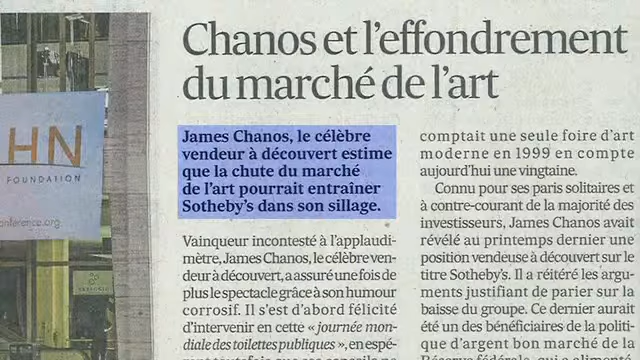 HN
FOUNDATION
onference.org
Chanos et l'effondrement
du marché de l'art
James Chanos, le célèbre
vendeur à découvert estime
que la chute du marché
de l'art pourrait entraîner
Sotheby's dans son sillage.
Vainqueur incontesté à l'applaudi-
mètre, James Chanos, le célèbre ven-
deur à découvert, a assuré une fois de
plus le spectacle grâce à son humour
corrosif. Il s'est d'abord félicité
d'intervenir en cette « journée mon-
diale des toilettes publiques », en espé-
comptait une seule foire d'art
moderne en 1999 en compte
aujourd'hui une vingtaine.
Connu pour ses paris solitaires et
à contre-courant de la majorité des
investisseurs, James Chanos avait
révélé au printemps dernier une
position vendeuse à découvert sur le
titre Sotheby's. Il a réitéré les argu-
ments justifiant de parier sur la
baisse du groupe. Ce dernier aurait
été un des bénéficiaires de la politi-
que d'argent bon marché de la